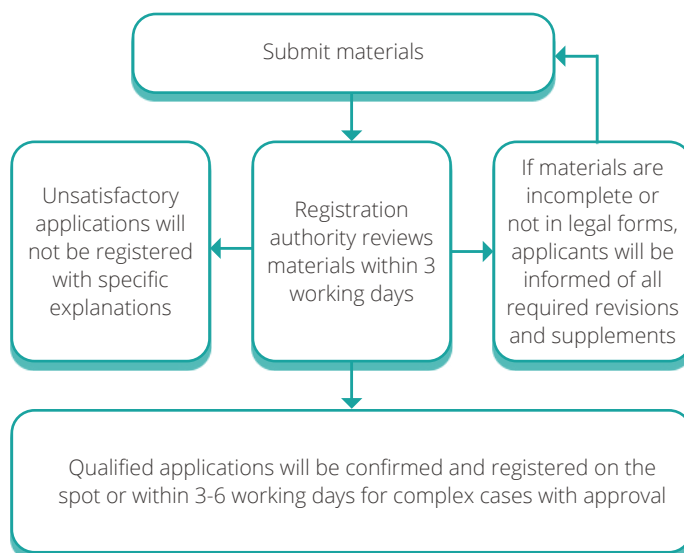 Submit materials
Unsatisfactory
applications will
not be registered
with specific
explanations
Registration
authority reviews
materials within 3
working days
If materials are
incomplete or
not in legal forms,
applicants will be
informed of all
required revisions
and supplements
Qualified applications will be confirmed and registered on the
spot or within 3-6 working days for complex cases with approval